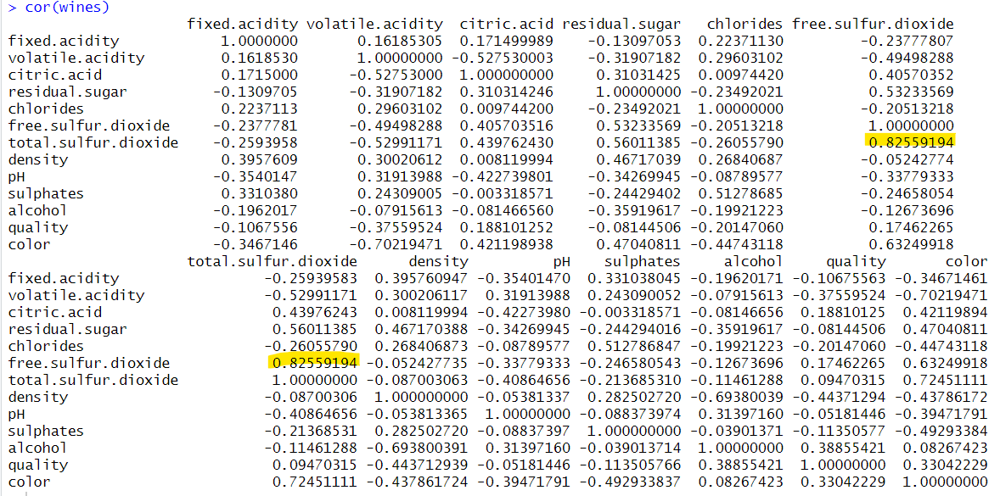 > cor(wines)
fixed.acidity volatile.acidity citric.acid residual.sugar chlorides free.sulfur.dioxide
fixed.acidity 1.0000000 0.16185305 0.171499989 -0.13097053 0.22371130 -0.23777807
volatile.acidity 0.1618530 1.00000000 -0.527530003 -0.31907182 0.29603102 -0.49498288
citric.acid 0.1715000 -0.52753000 1.000000000 0.31031425 0.00974420 0.40570352
residual.sugar -0.1309705 -0.31907182 0.310314246 1.00000000 -0.23492021 0.53233569
chlorides 0.2237113 0.29603102 0.009744200 -0.23492021 1.00000000 -0.20513218
free.sulfur.dioxide -0.2377781 -0.49498288 0.405703516 0.53233569 -0.20513218 1.00000000
total.sulfur.dioxide -0.2593958 -0.52991171 0.439762430 0.56011385 -0.26055790 0.82559194
density 0.3957609 0.30020612 0.008119994 0.46717039 0.26840687 -0.05242774
pH -0.3540147 0.31913988 -0.422739801 -0.34269945 -0.08789577 -0.33779333
sulphates 0.3310380 0.24309005 -0.003318571 -0.24429402 0.51278685 -0.24658054
alcohol -0.1962017 -0.07915613 -0.081466560 -0.35919617 -0.19921223 -0.12673696
quality -0.1067556 -0.37559524 0.188101252 -0.08144506 -0.20147060 0.17462265
color -0.3467146 -0.70219471 0.421198938 0.47040811 -0.44743118 0.63249918
total.sulfur.dioxide density pH sulphates alcohol quality color
fixed.acidity -0.25939583 0.395760947 -0.35401470 0.331038045 -0.19620171 -0.10675563 -0.34671461
volatile.acidity -0.52991171 0.300206117 0.31913988 0.243090052 -0.07915613 -0.37559524 -0.70219471
citric.acid 0.43976243 0.008119994 -0.42273980 -0.003318571 -0.08146656 0.18810125 0.42119894
residual.sugar 0.56011385 0.467170388 -0.34269945 -0.244294016 -0.35919617 -0.08144506 0.47040811
chlorides -0.26055790 0.268406873 -0.08789577 0.512786847 -0.19921223 -0.20147060 -0.44743118
free.sulfur.dioxide 0.82559194 -0.052427735 -0.33779333 -0.246580543 -0.12673696 0.17462265 0.63249918
total.sulfur.dioxide 1.00000000 -0.087003063 -0.40864656 -0.213685310 -0.11461288 0.09470315 0.72451111
density -0.08700306 1.000000000 -0.05381337 0.282502720 -0.69380039 -0.44371294 -0.43786172
pH -0.40864656 -0.053813365 1.00000000 -0.088373974 0.31397160 -0.05181446 -0.39471791
sulphates -0.21368531 0.282502720 -0.08837397 1.000000000 -0.03901371 -0.11350577 -0.49293384
alcohol -0.11461288 -0.693800391 0.31397160 -0.039013714 1.00000000 0.38855421 0.08267423
quality 0.09470315 -0.443712939 -0.05181446 -0.113505766 0.38855421 1.00000000 0.33042229
color 0.72451111 -0.437861724 -0.39471791 -0.492933837 0.08267423 0.33042229 1.00000000